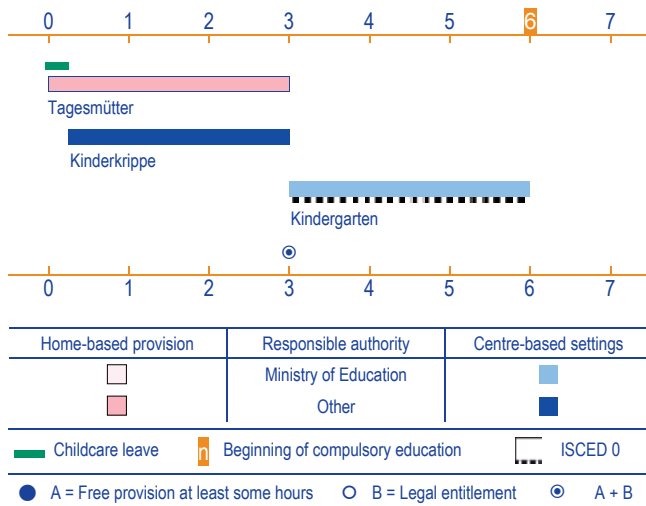 0 1 2 3 4 5 6 7
Tagesmütter
Kinderkrippe
Kindergarten
0 1 2 3 4 5 6 7
Home-based provision Responsible authority Centre-based settings
Ministry of Education
Other
Childcare leave n Beginning of compulsory education ISCED 0
A = Free provision at least some hours B = Legal entitlement A + B